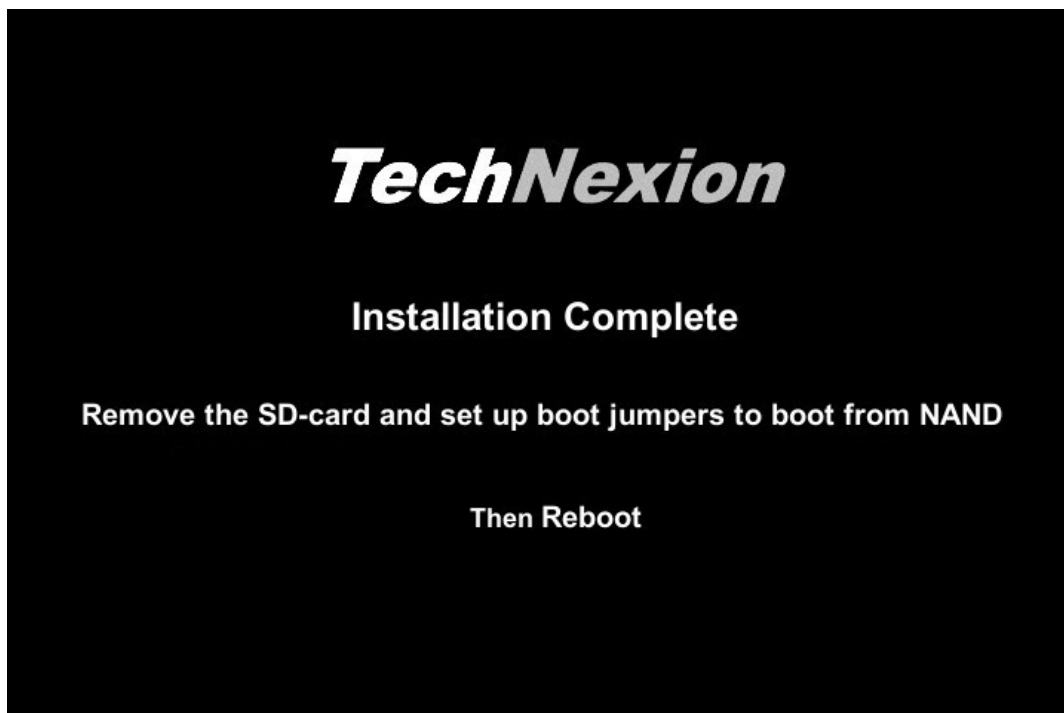 TechNexion
Installation Complete
Remove the SD-card and set up boot jumpers to boot from NAND
Then Reboot